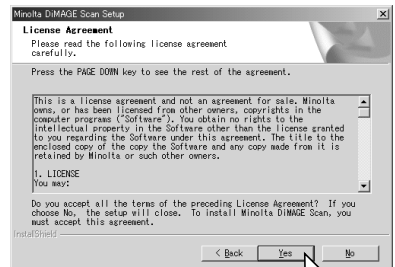 Minolta DiMAGE Scan Setup
License Agreement
Please read the following license agreement
carefully.
Press the PAGE DOWN key to see the rest of the agreement.
This is a license agreement and not an agreement for sale. Minolta
owns, or has been licensed from other owners, copyrights in the
computer programs ("Software"). You obtain no rights to the
intellectual property in the Software other than the license granted
to you regarding the Software under this agreement. The title to the
enclosed copy of the copy the Software and any copy made from it is
retained by Minolta or such other owners.
1. LICENSE
You may:
Do you accept all the terms of the preceding License Agreement? If you
choose No, the setup will close. To install Minolta DiMAGE Scan, you
must accept this agreement.
InstallShield
< Back Yes No